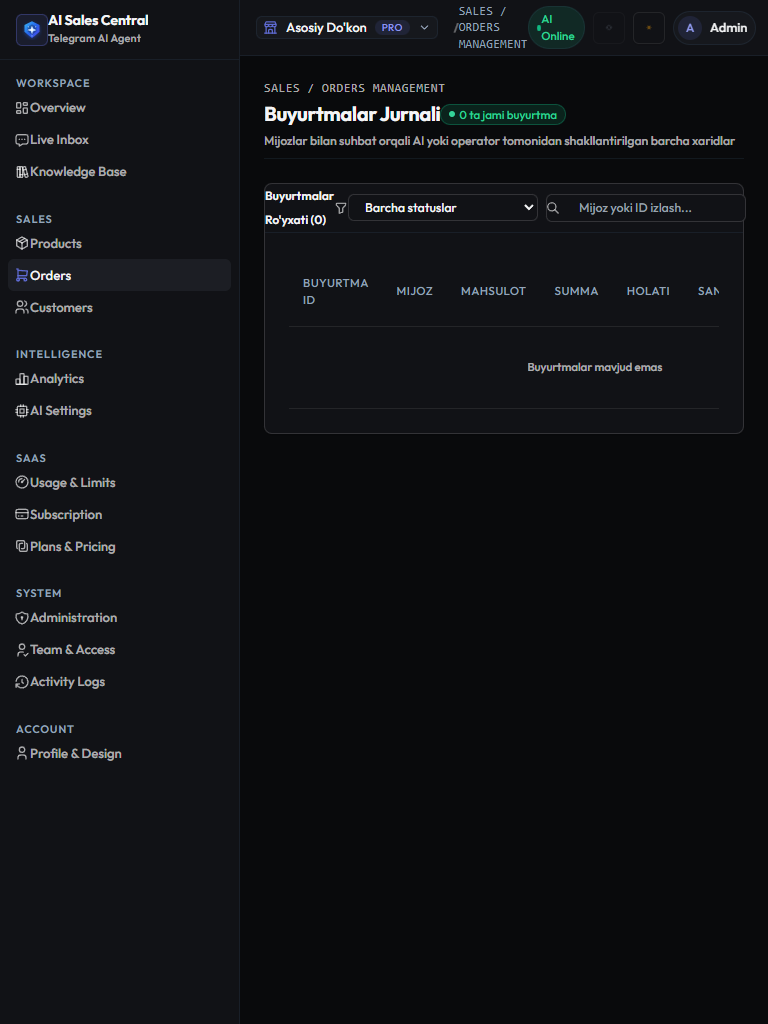 AI Sales Central
Telegram AI Agent
WORKSPACE
Overview
Live Inbox
Knowledge Base
SALES
Products
Orders
Customers
INTELLIGENCE
Analytics
AI Settings
SAAS
Usage & Limits
Subscription
Plans & Pricing
SYSTEM
Administration
Team & Access
Activity Logs
ACCOUNT
Profile & Design
Asosiy Do'kon PRO
/
SALES /
ORDERS
MANAGEMENT
AI
Online
A Admin
SALES / ORDERS MANAGEMENT
Buyurtmalar Jurnali
0 ta jami buyurtma
Mijozlar bilan suhbat orqali AI yoki operator tomonidan shakllantirilgan barcha xaridlar
Buyurtmalar
Ro'yxati (0)
Barcha statuslar
Mijoz yoki ID izlash...
BUYURTMA
ID
MIJOZ
MAHSULOT
SUMMA
HOLATI
SAN
Buyurtmalar mavjud emas